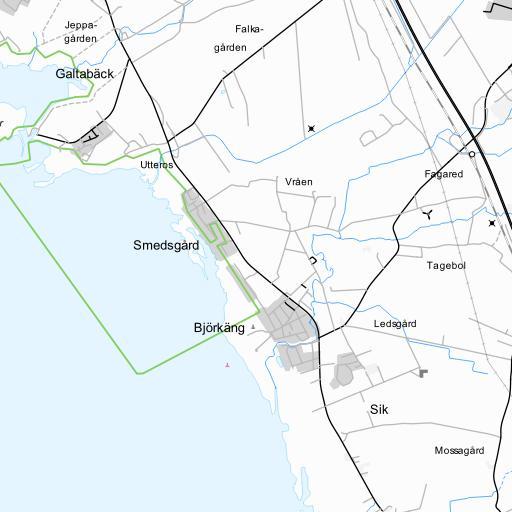 Jeppa-
gården
Falka-
gården
Galtabäck
r
Utteros
Vråen
Fagared
Smedsgård
Tagebol
Björkäng
Ledsgård
Sik
Mossagård